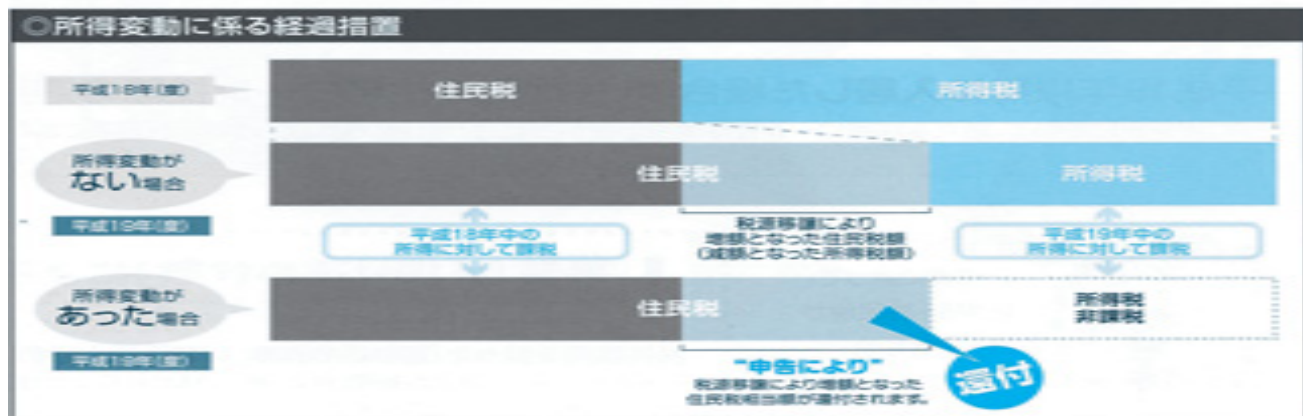 ◎所得変動に係る経過措置
平成18年(度)
住民税
所得税
所得変動が
ない場合
平成19年(度)
住民税
所得税
平成18年中の
所得に対して課税
税源移譲により
増額となった住民税額
(減額となった所得税額)
平成19年中の
所得に対して課税
所得変動が
あった場合
平成19年(度)
住民税
所得税
非課税
還付
"申告により"
税源移譲により増額となった
住民税相当額が還付されます。